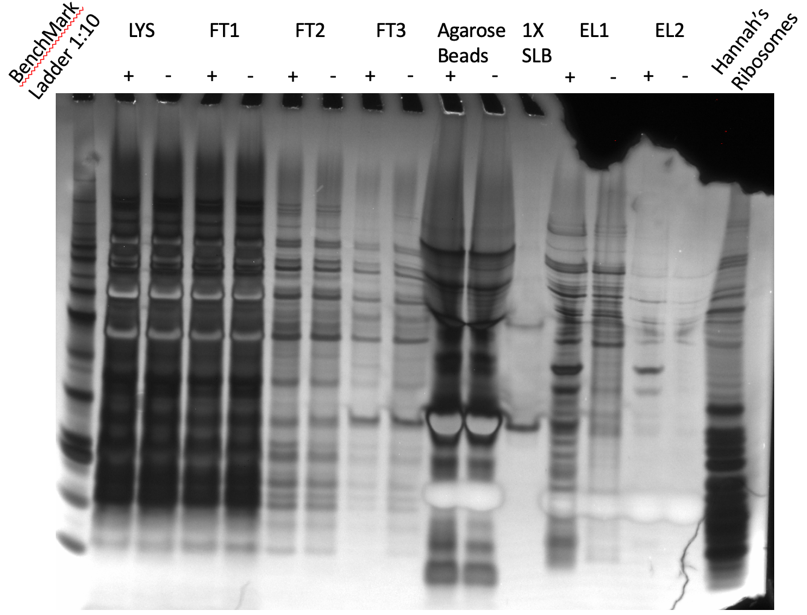 BenchMark
Ladder 1:10
LYS FT1 FT2 FT3 Agarose Beads 1X SLB EL1 EL2 Hannah's Ribosomes
+ - + - + - + - + - + - + -